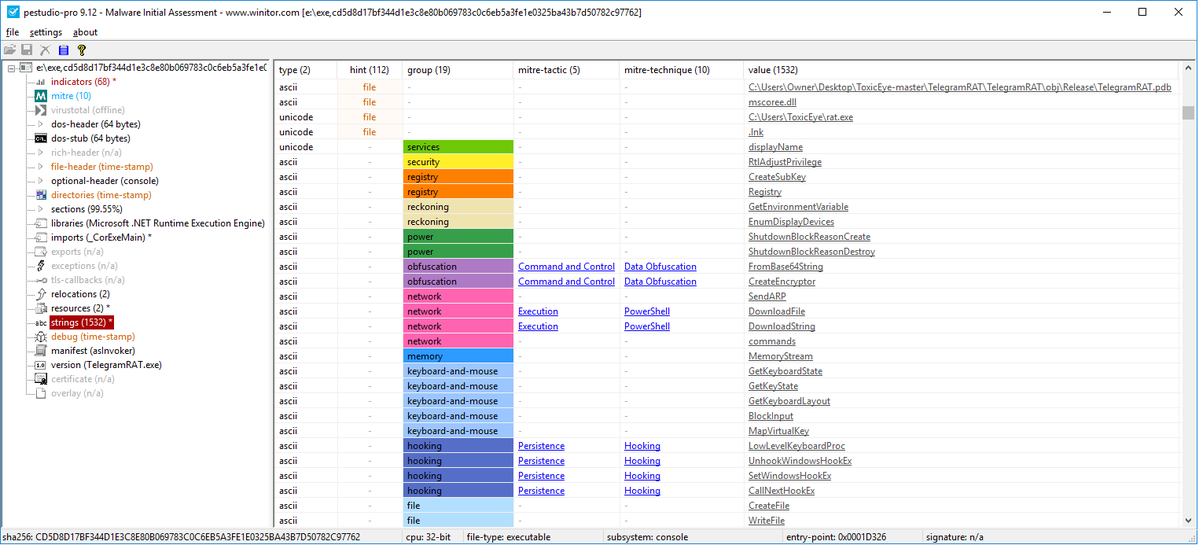 pestudio-pro 9.12 - Malware Initial Assessment - www.winitor.com [e:\exe,cd5d8d17bf344d1e3c8e80b069783c0c6eb5a3fe1e0325ba43b7d50782c97762]
file settings about
e:\exe,cd5d8d17bf344d1e3c8e80b069783c0c6eb5a3fe1e0
indicators (68) *
mitre (10)
virustotal (offline)
dos-header (64 bytes)
dos-stub (64 bytes)
rich-header (n/a)
file-header (time-stamp)
optional-header (console)
directories (time-stamp)
sections (99.55%)
libraries (Microsoft .NET Runtime Execution Engine)
imports (_CorExeMain) *
exports (n/a)
exceptions (n/a)
tls-callbacks (n/a)
relocations (2)
resources (2) *
abc strings (1532) *
debug (time-stamp)
manifest (asInvoker)
1.0 version (TelegramRAT.exe)
certificate (n/a)
overlay (n/a)
type (2) hint (112) group (19) mitre-tactic (5) mitre-technique (10) value (1532)
ascii file - - - C:\Users\Owner\Desktop\ToxicEye-master\TelegramRAT\TelegramRAT\obj\Release\TelegramRAT.pdb
ascii file - - - mscoree.dll
unicode file - - - C:\Users\ToxicEye\rat.exe
unicode file - - - .lnk
unicode - services - - displayName
ascii - security - - RtlAdjustPrivilege
ascii - registry - - CreateSubKey
ascii - registry - - Registry
ascii - reckoning - - GetEnvironmentVariable
ascii - reckoning - - EnumDisplayDevices
ascii - power - - ShutdownBlockReasonCreate
ascii - power - - ShutdownBlockReasonDestroy
ascii - obfuscation Command and Control Data Obfuscation FromBase64String
ascii - obfuscation Command and Control Data Obfuscation CreateEncryptor
ascii - network - - SendARP
ascii - network Execution PowerShell DownloadFile
ascii - network Execution PowerShell DownloadString
ascii - network - - commands
ascii - memory - - MemoryStream
ascii - keyboard-and-mouse - - GetKeyboardState
ascii - keyboard-and-mouse - - GetKeyState
ascii - keyboard-and-mouse - - GetKeyboardLayout
ascii - keyboard-and-mouse - - BlockInput
ascii - keyboard-and-mouse - - MapVirtualKey
ascii - hooking Persistence Hooking LowLevelKeyboardProc
ascii - hooking Persistence Hooking UnhookWindowsHookEx
ascii - hooking Persistence Hooking SetWindowsHookEx
ascii - hooking Persistence Hooking CallNextHookEx
ascii - file - - CreateFile
ascii - file - - WriteFile
sha256: CD5D8D17BF344D1E3C8E80B069783C0C6EB5A3FE1E0325BA43B7D50782C97762 cpu: 32-bit file-type: executable subsystem: console entry-point: 0x0001D326 signature: n/a